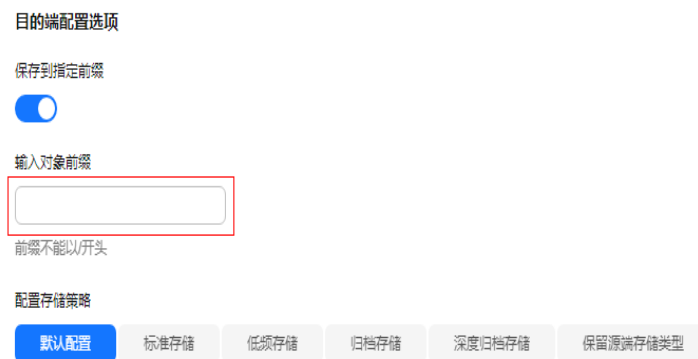 目的端配置选项
保存到指定前缀
输入对象前缀
前缀不能以/开头
配置存储策略
默认配置 标准存储 低频存储 归档存储 深度归档存储 保留源端存储类型